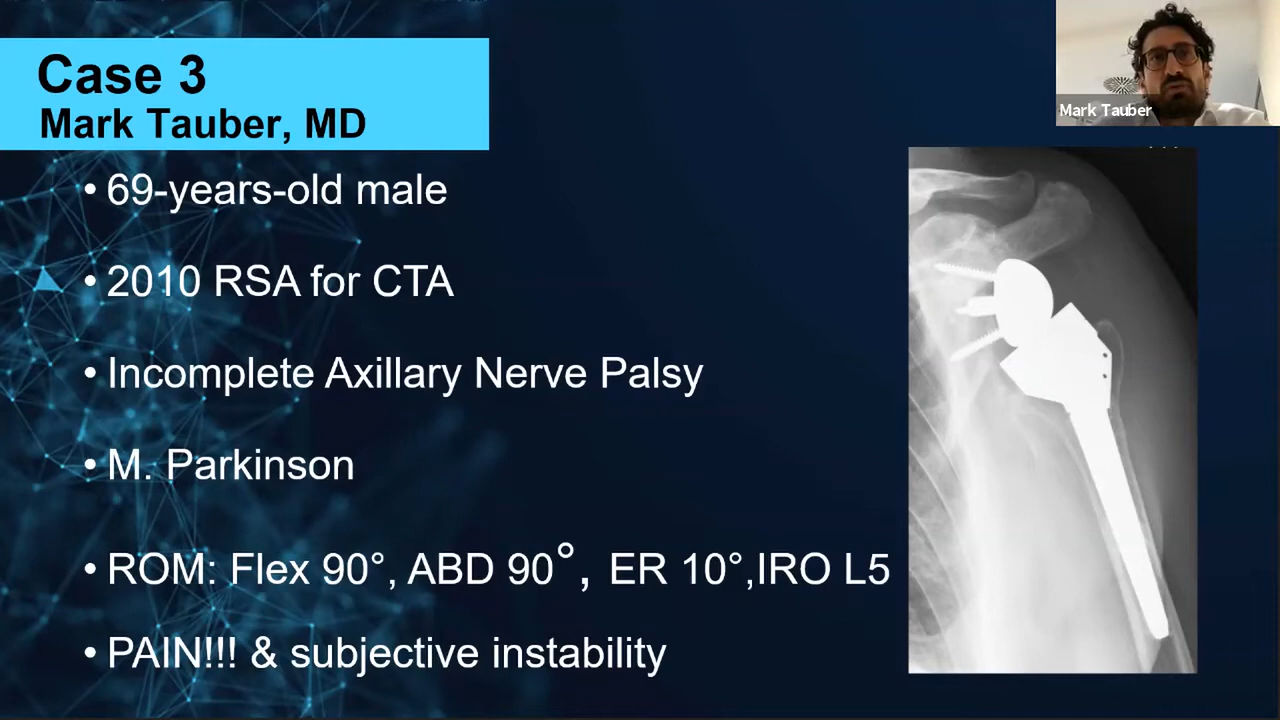 Case 3
Mark Tauber, MD
Mark Tauber
• 69-years-old male
• 2010 RSA for CTA
• Incomplete Axillary Nerve Palsy
• M. Parkinson
• ROM: Flex 90°, ABD 90°, ER 10°,IRO L5
• PAIN!!! & subjective instability